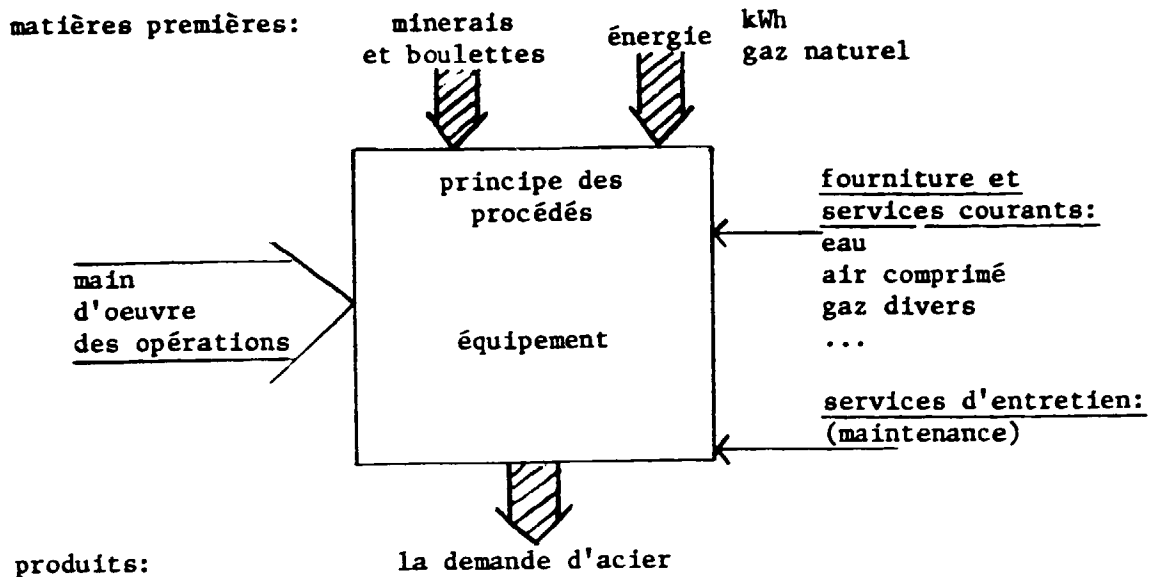 matières premières:
minerais
et boulettes
énergie
kWh
gaz naturel
principe des
procédés
équipement
main
d'oeuvre
des opérations
fourniture et
services courants:
eau
air comprimé
gaz divers
...
services d'entretien:
(maintenance)
produits:
la demande d'acier